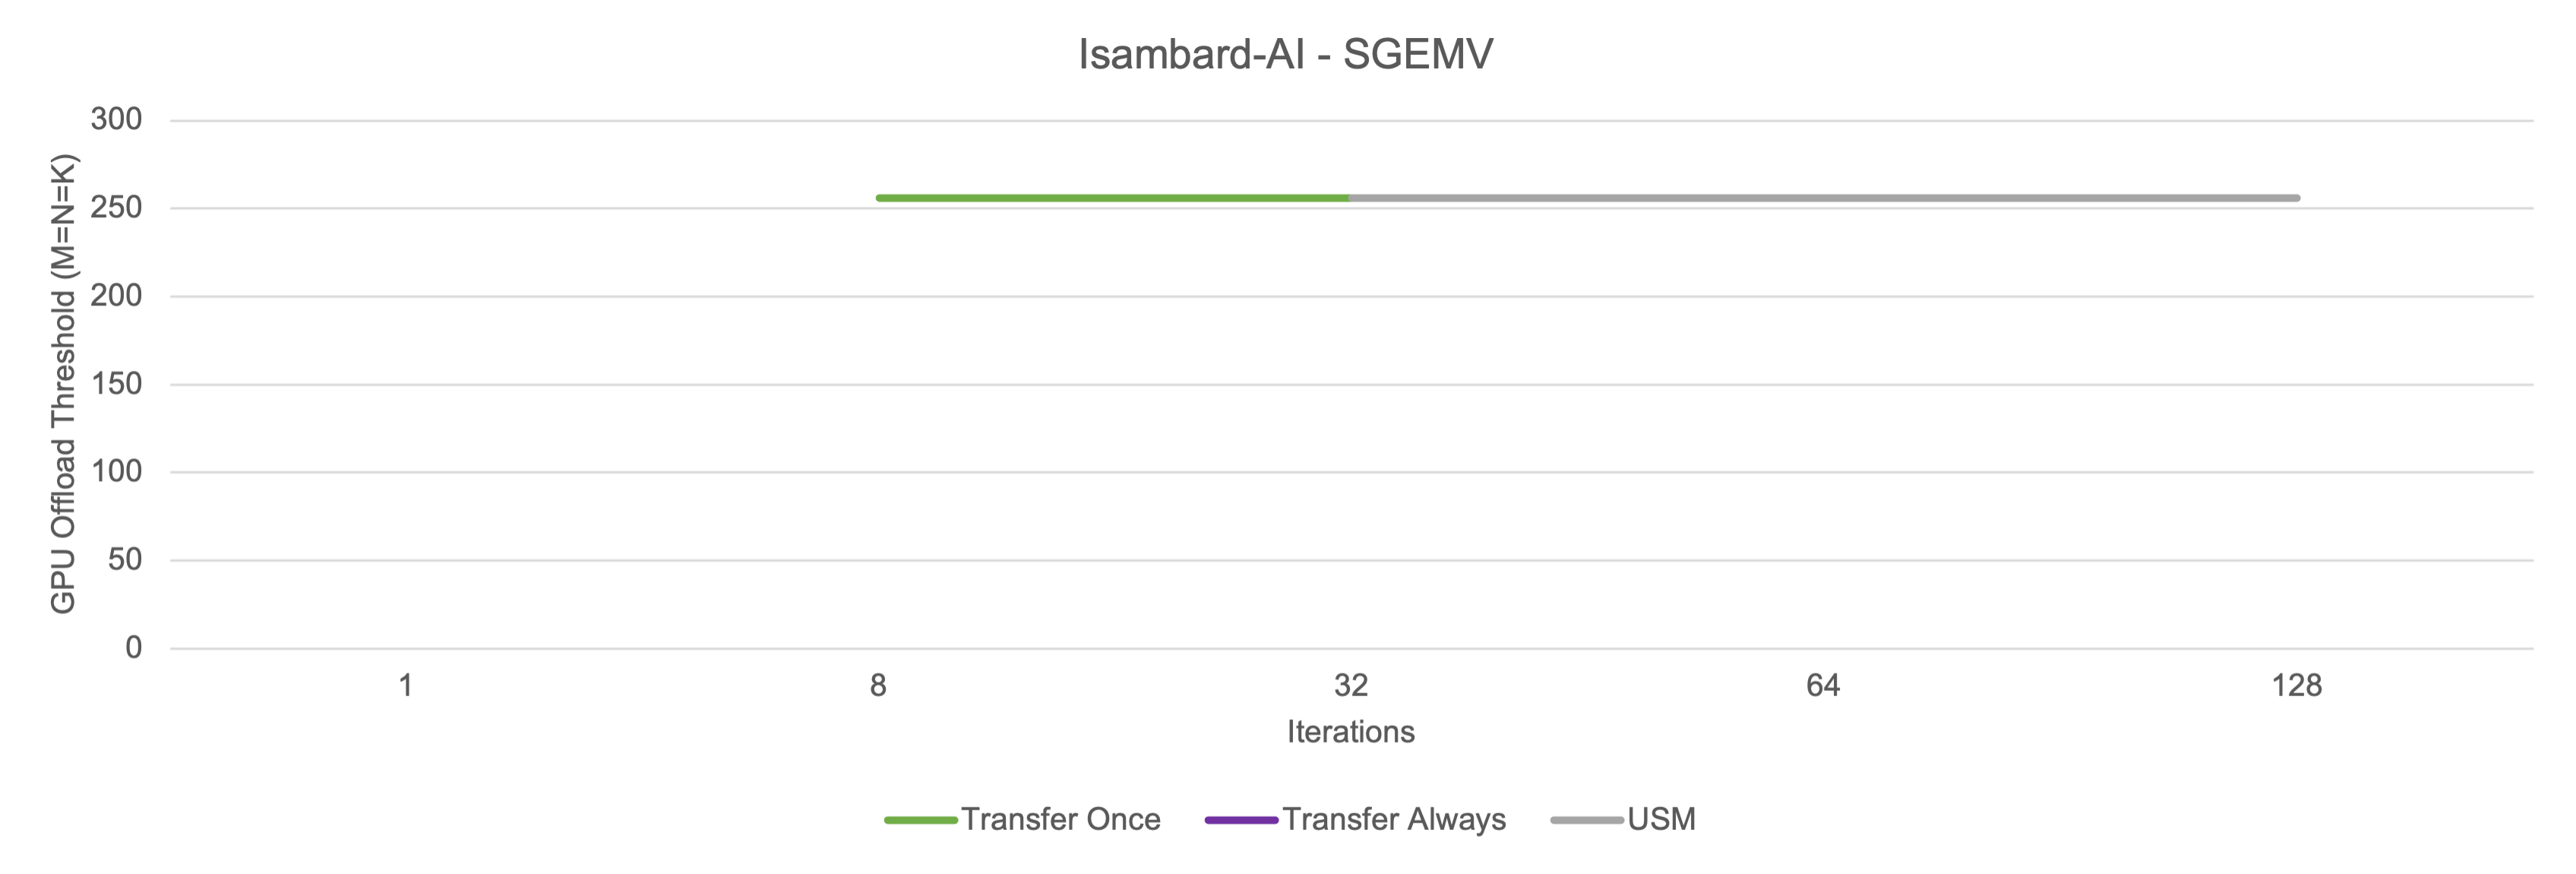 Isambard-AI - SGEMV
GPU Offload Threshold (M=N=K)
300
250
200
150
100
50
0
1 8 32 64 128
Iterations
Transfer Once Transfer Always USM